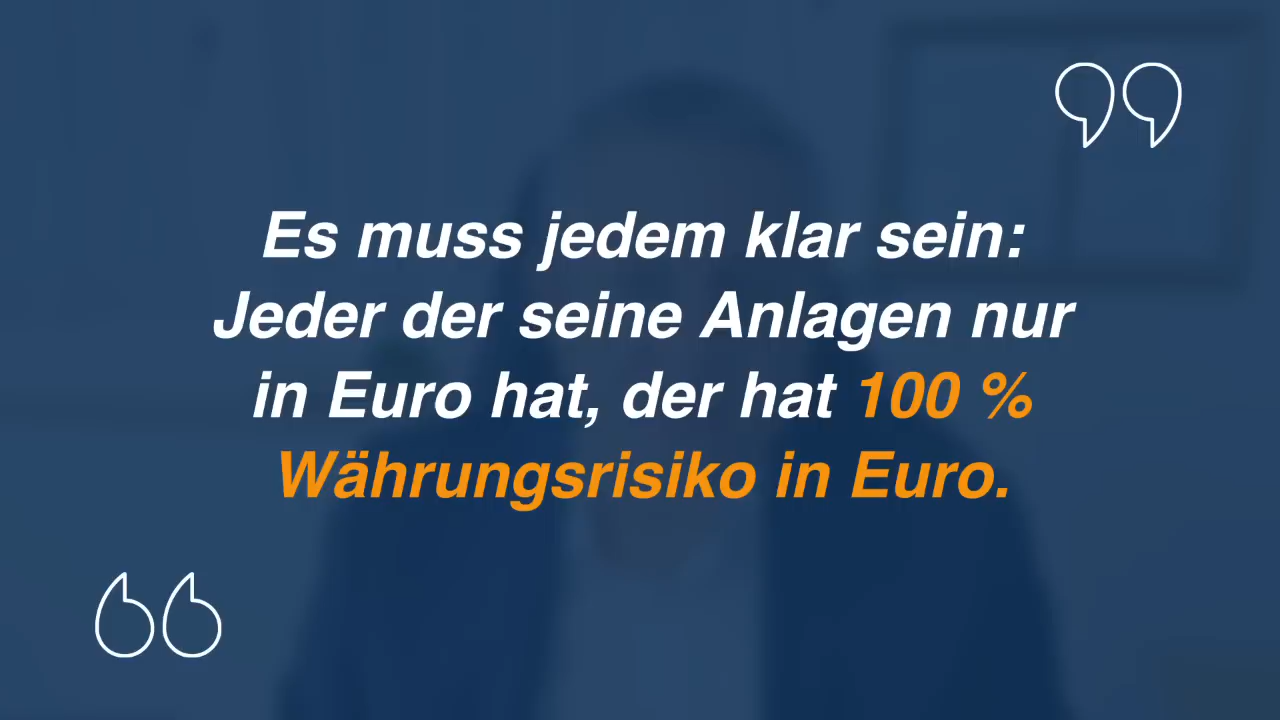 Es muss jedem klar sein:
Jeder der seine Anlagen nur
in Euro hat, der hat 100 %
Währungsrisiko in Euro.